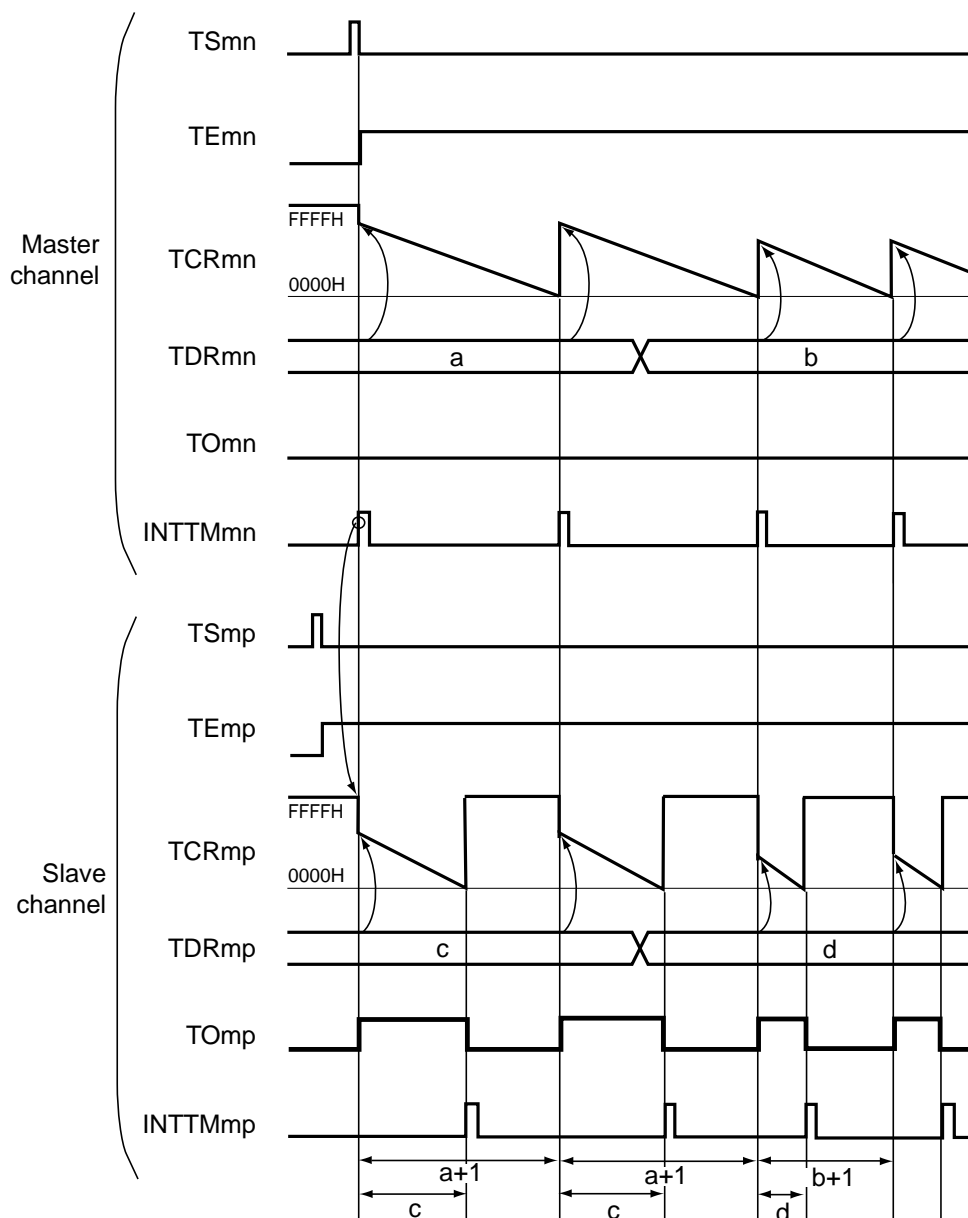 TSmn
TEmn
FFFFH
Master
channel
TCRmn
0000H
TDRmn
a
b
TOmn
INTTMmn
TSmp
TEmp
FFFFH
TCRmp
Slave
channel
0000H
TDRmp
c
d
TOmp
INTTMmp
a+1
a+1
b+1
c
c
d